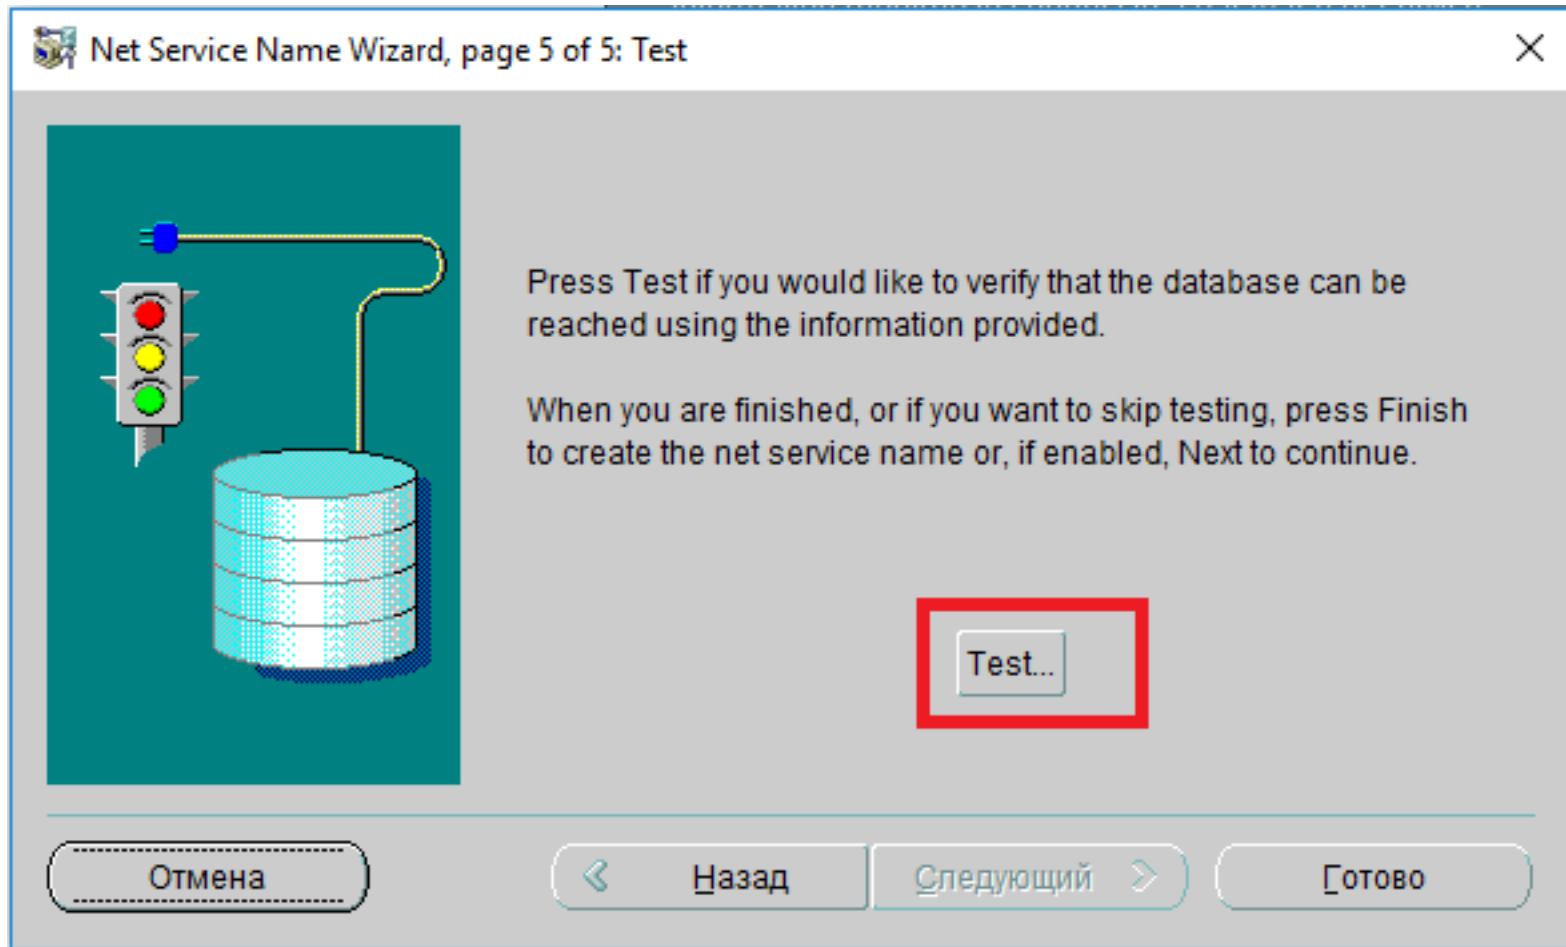 Net Service Name Wizard, page 5 of 5: Test
Press Test if you would like to verify that the database can be
reached using the information provided.
When you are finished, or if you want to skip testing, press Finish
to create the net service name or, if enabled, Next to continue.
Test...
Отмена
Назад
Следующий
Готово